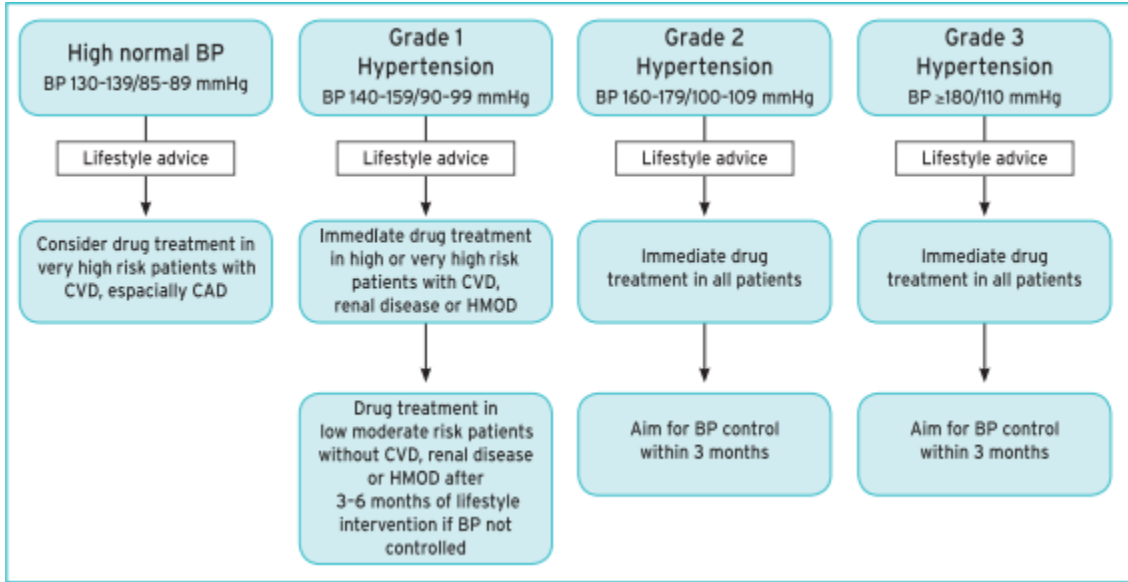 High normal BP
BP 130-139/85-89 mmHg
Lifestyle advice
Consider drug treatment in
very high risk patients with
CVD, espacially CAD
Grade 1
Hypertension
BP 140-159/90-99 mmHg
Lifestyle advice
Immediate drug treatment
in high or very high risk
patients with CVD,
renal disease or HMOD
Drug treatment in
low moderate risk patients
without CVD, renal disease
or HMOD after
3-6 months of lifestyle
intervention if BP not
controlled
Grade 2
Hypertension
BP 160-179/100-109 mmHg
Lifestyle advice
Immediate drug
treatment in all patients
Aim for BP control
within 3 months
Grade 3
Hypertension
BP ≥180/110 mmHg
Lifestyle advice
Immediate drug
treatment in all patients
Aim for BP control
within 3 months